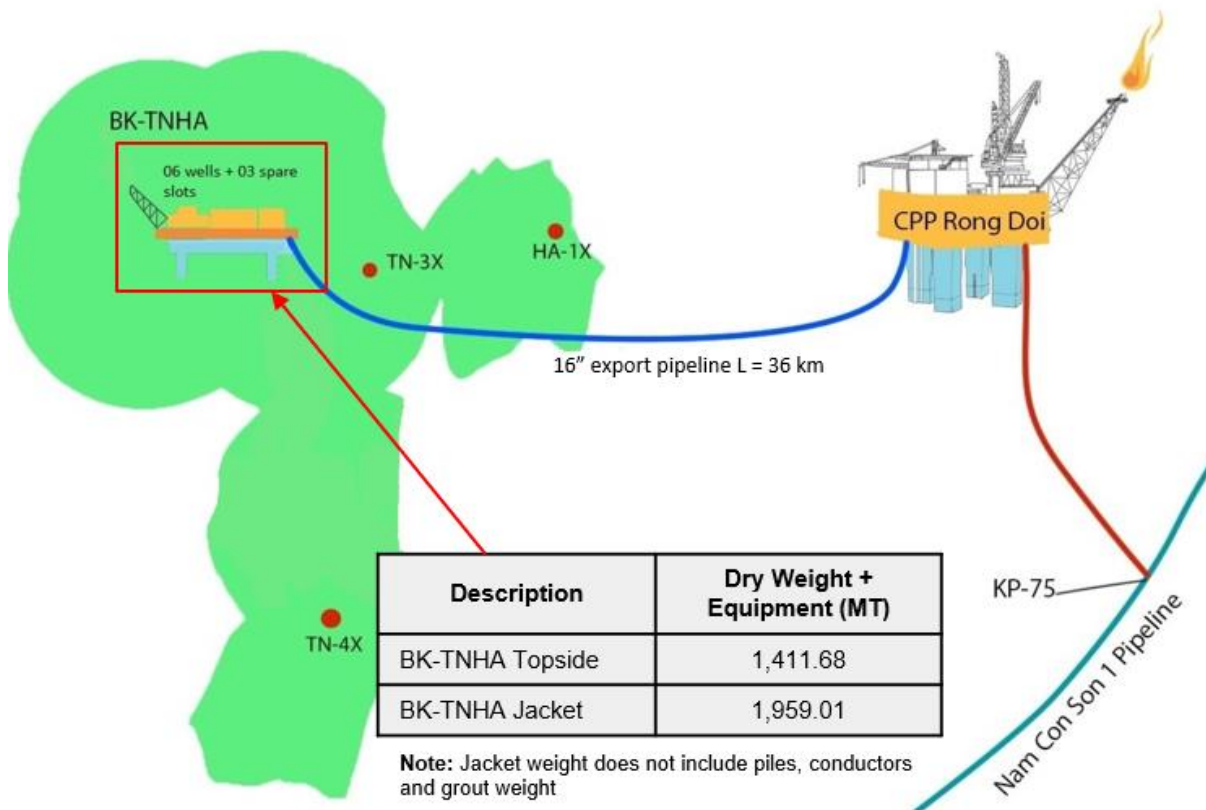 BK-TNHA
06 wells + 03 spare
slots
TN-3X
HA-1X
CPP Rong Doi
16” export pipeline L = 36 km
TN-4X
KP-75
Nam Con Son 1 Pipeline
Description
Dry Weight +
Equipment (MT)
BK-TNHA Topside
1,411.68
BK-TNHA Jacket
1,959.01
Note: Jacket weight does not include piles, conductors
and grout weight